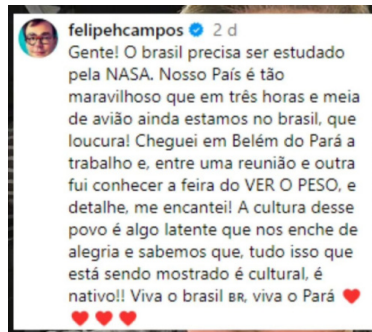 felipehcampos 2 d
Gente! O brasil precisa ser estudado
pela NASA. Nosso País é tão
maravilhoso que em três horas e meia
de avião ainda estamos no brasil, que
loucura! Cheguei em Belém do Pará a
trabalho e, entre uma reunião e outra
fui conhecer a feira do VER O PESO, e
detalhe, me encantei! A cultura desse
povo é algo latente que nos enche de
alegria e sabemos que, tudo isso que
está sendo mostrado é cultural, é
nativo!! Viva o brasil ʙʀ, viva o Pará ❤️
❤️❤️❤️